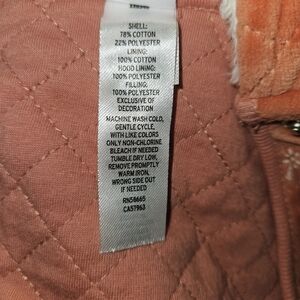 SHELL:
78% COTTON
22% POLYESTER
LINING:
100% COTTON
HOOD LINING:
100% POLYESTER
FILLING:
100% POLYESTER
EXCLUSIVE OF
DECORATION
MACHINE WASH COLD,
GENTLE CYCLE,
WITH LIKE COLORS
ONLY NON-CHLORINE
BLEACH IF NEEDED
TUMBLE DRY LOW,
REMOVE PROMPTLY
WARM IRON,
WRONG SIDE OUT
IF NEEDED
RN58665
CA57963